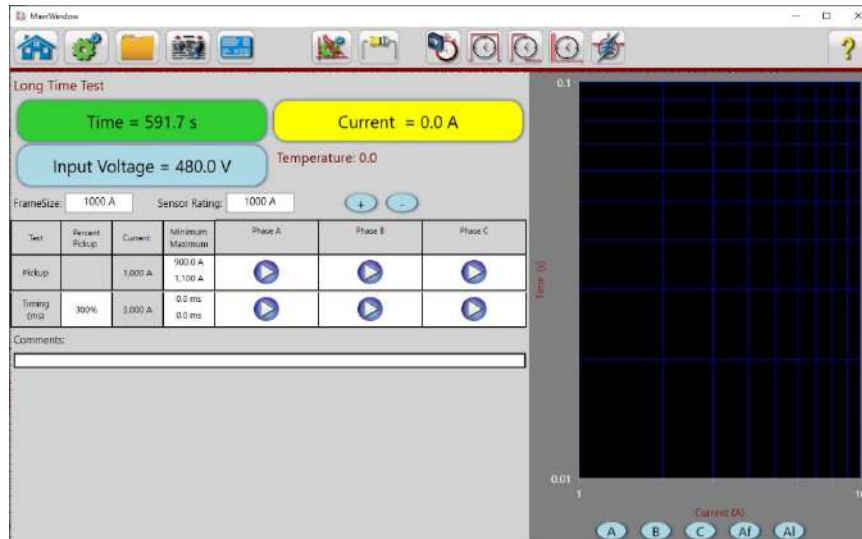 MainWindow
?
Long Time Test
Time = 591.7 s
Current = 0.0 A
Input Voltage = 480.0 V
Temperature: 0.0
FrameSize: 1000 A Sensor Rating: 1000 A + -
Test Percent Pickup Current Minimum Maximum Phase A Phase B Phase C
Pickup 1,000 A 900.0 A 1,100 A
Timing (ms) 300% 3,000 A 0.0 ms 0.0 ms
Comments:
0.1
Time (s)
0.01
1
Current (A)
A B C Af Al